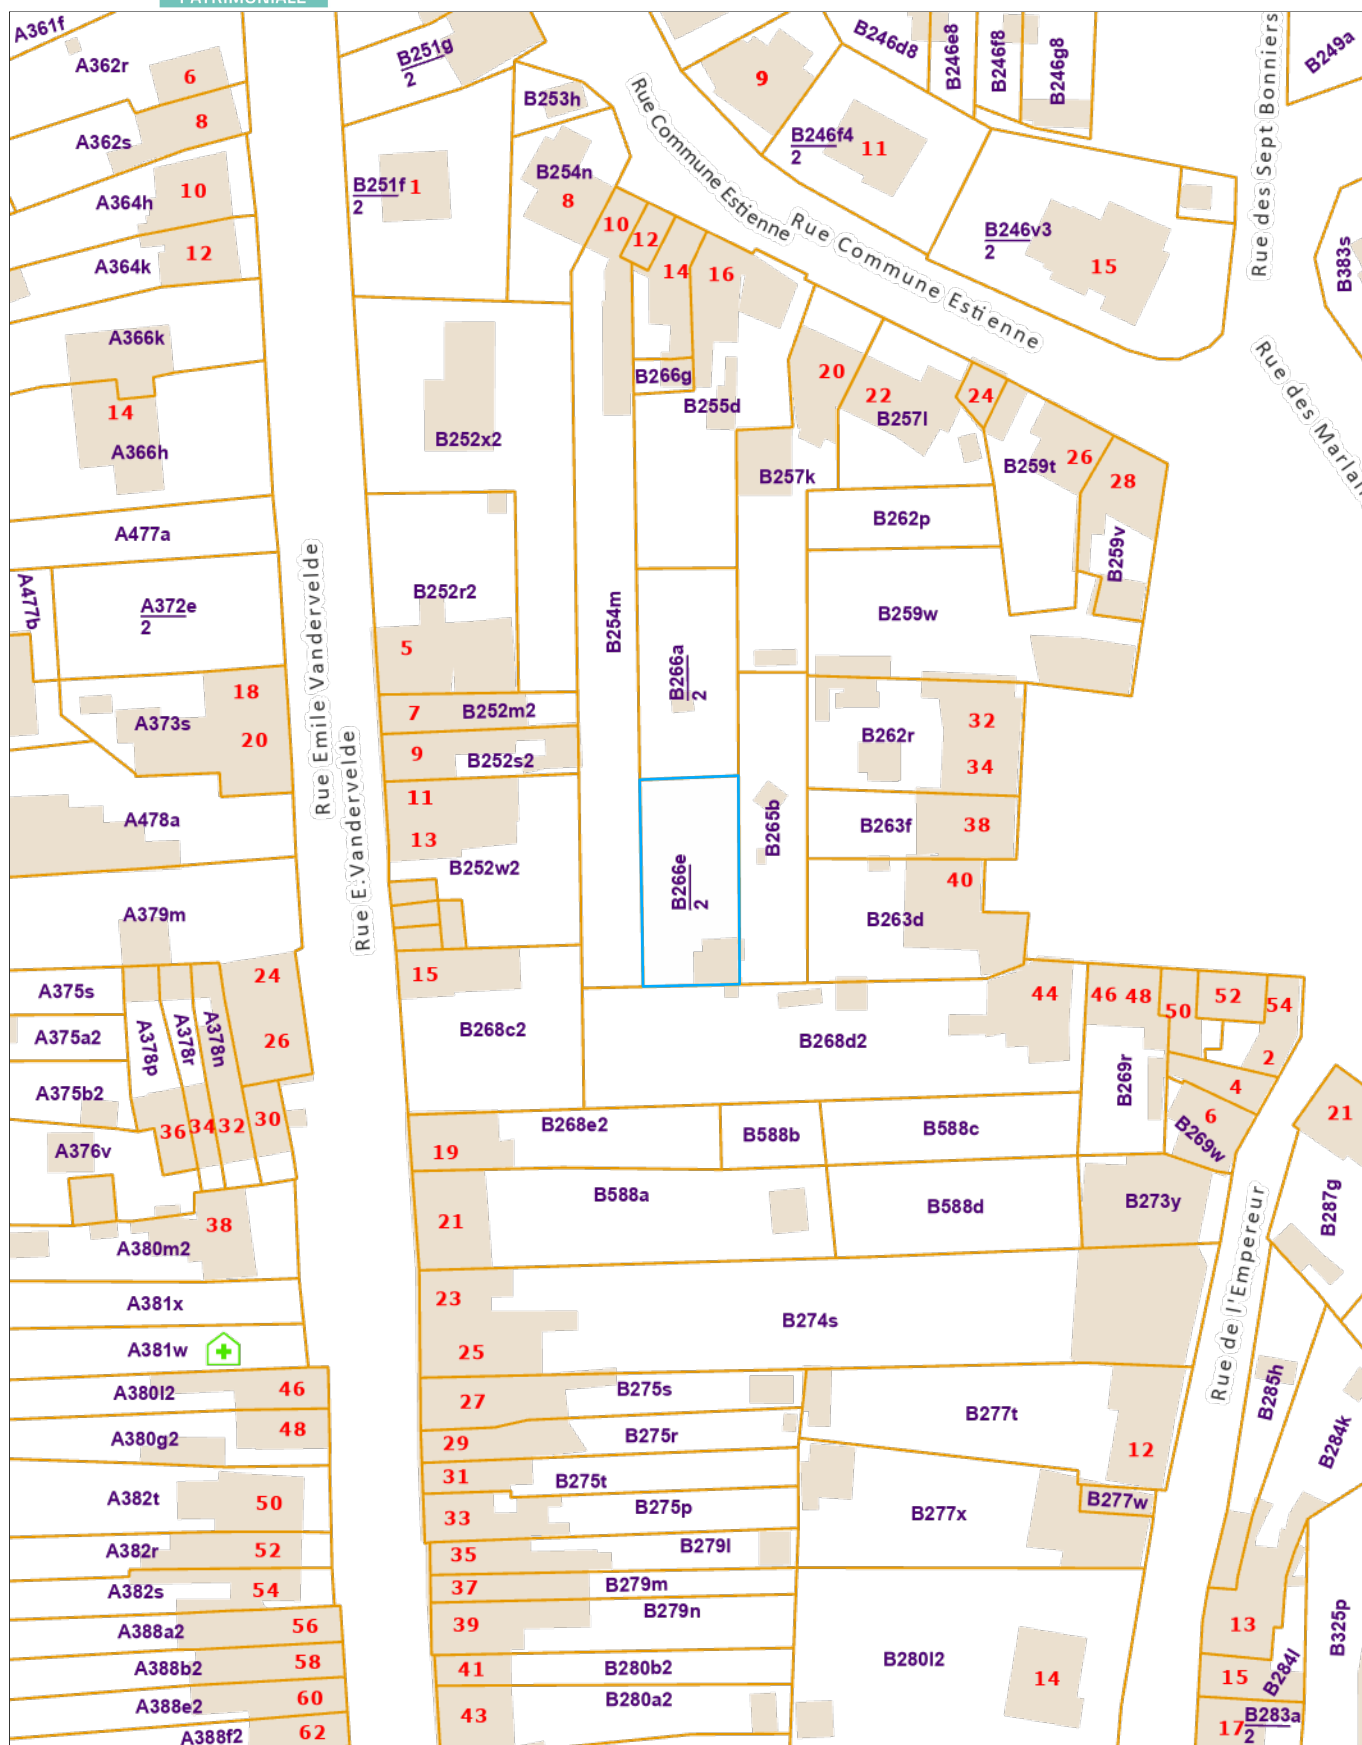 PATRIMONIALE
A361f
A362r
6
8
A362s
A364h
10
A364k
12
A366k
14
A366h
A477a
A477b
A372e
2
18
A373s
20
A478a
A379m
24
A375s
A375a2
26
A378p
A378r
A378n
A375b2
36
34
32
30
A376v
38
A380m2
A381x
A381w
A380l2
46
A380g2
48
A382t
50
A382r
52
A382s
54
A388a2
56
A388b2
58
A388e2
60
A388f2
62
Rue Emile Vandervelde
Rue E.Vandervelde
B251g
2
B253h
B251f
2
1
B254n
8
10
12
14
16
B252x2
B266g
B255d
B252r2
5
B254m
7
B252m2
9
B252s2
11
13
B252w2
15
B268c2
B266a
2
B266e
2
B265b
Rue Commune Estienne
Rue Commune Estienne
9
B246d8
B246e8
B246f8
B246g8
B246f4
2
11
B246v3
2
15
Rue des Sept Bonniers
B249a
B383s
Rue des Marlai
20
22
B257l
24
B257k
B259t
26
28
B259v
B262p
B259w
32
B262r
34
B263f
38
40
B263d
44
46
48
50
52
54
2
4
6
B269w
B269r
B268d2
B268e2
19
B588b
B588c
B588a
21
B588d
B273y
23
B274s
25
27
B275s
29
B275r
31
B275t
33
B275p
35
B279l
37
B279m
39
B279n
41
B280b2
43
B280a2
B277t
12
B277w
B277x
B280l2
14
Rue de l'Empereur
21
B287g
B285h
B284k
13
15
B284l
17
B283a
2
B325p